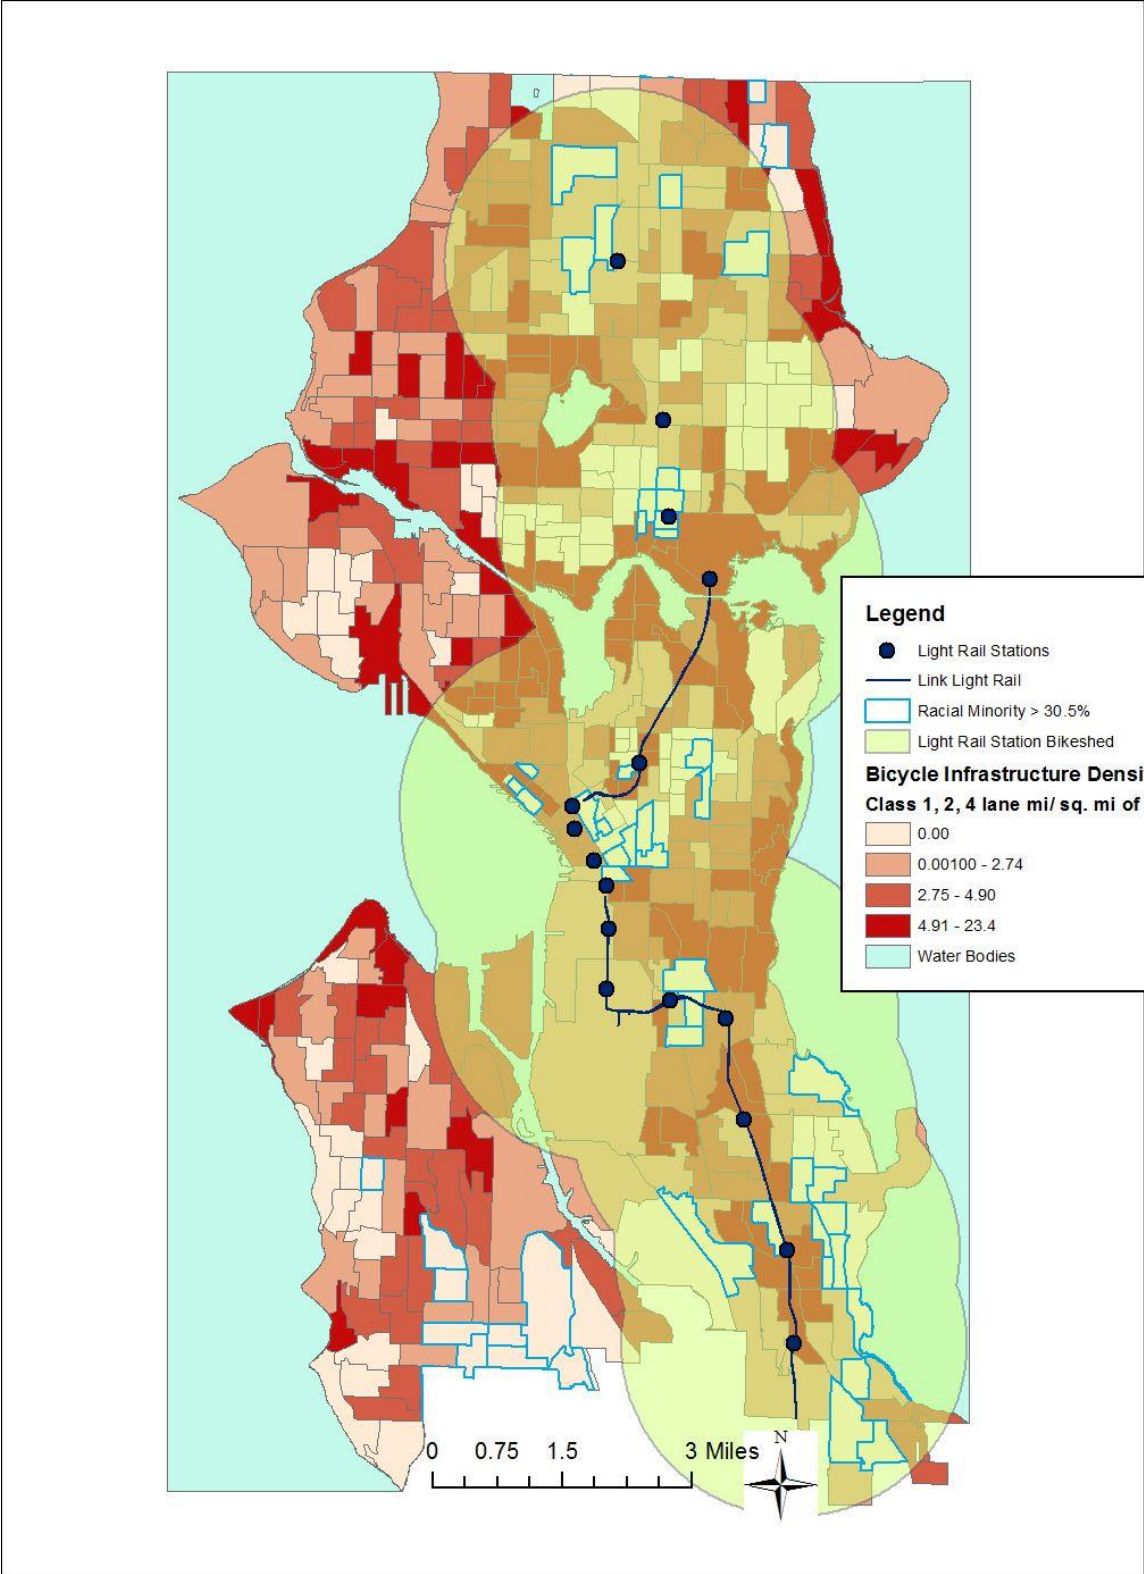 Legend
Light Rail Stations
Link Light Rail
Racial Minority > 30.5%
Light Rail Station Bikeshed
Bicycle Infrastructure Densi
Class 1, 2, 4 lane mi/ sq. mi of
0.00
0.00100 - 2.74
2.75 - 4.90
4.91 - 23.4
Water Bodies
0 0.75 1.5 3 Miles
N